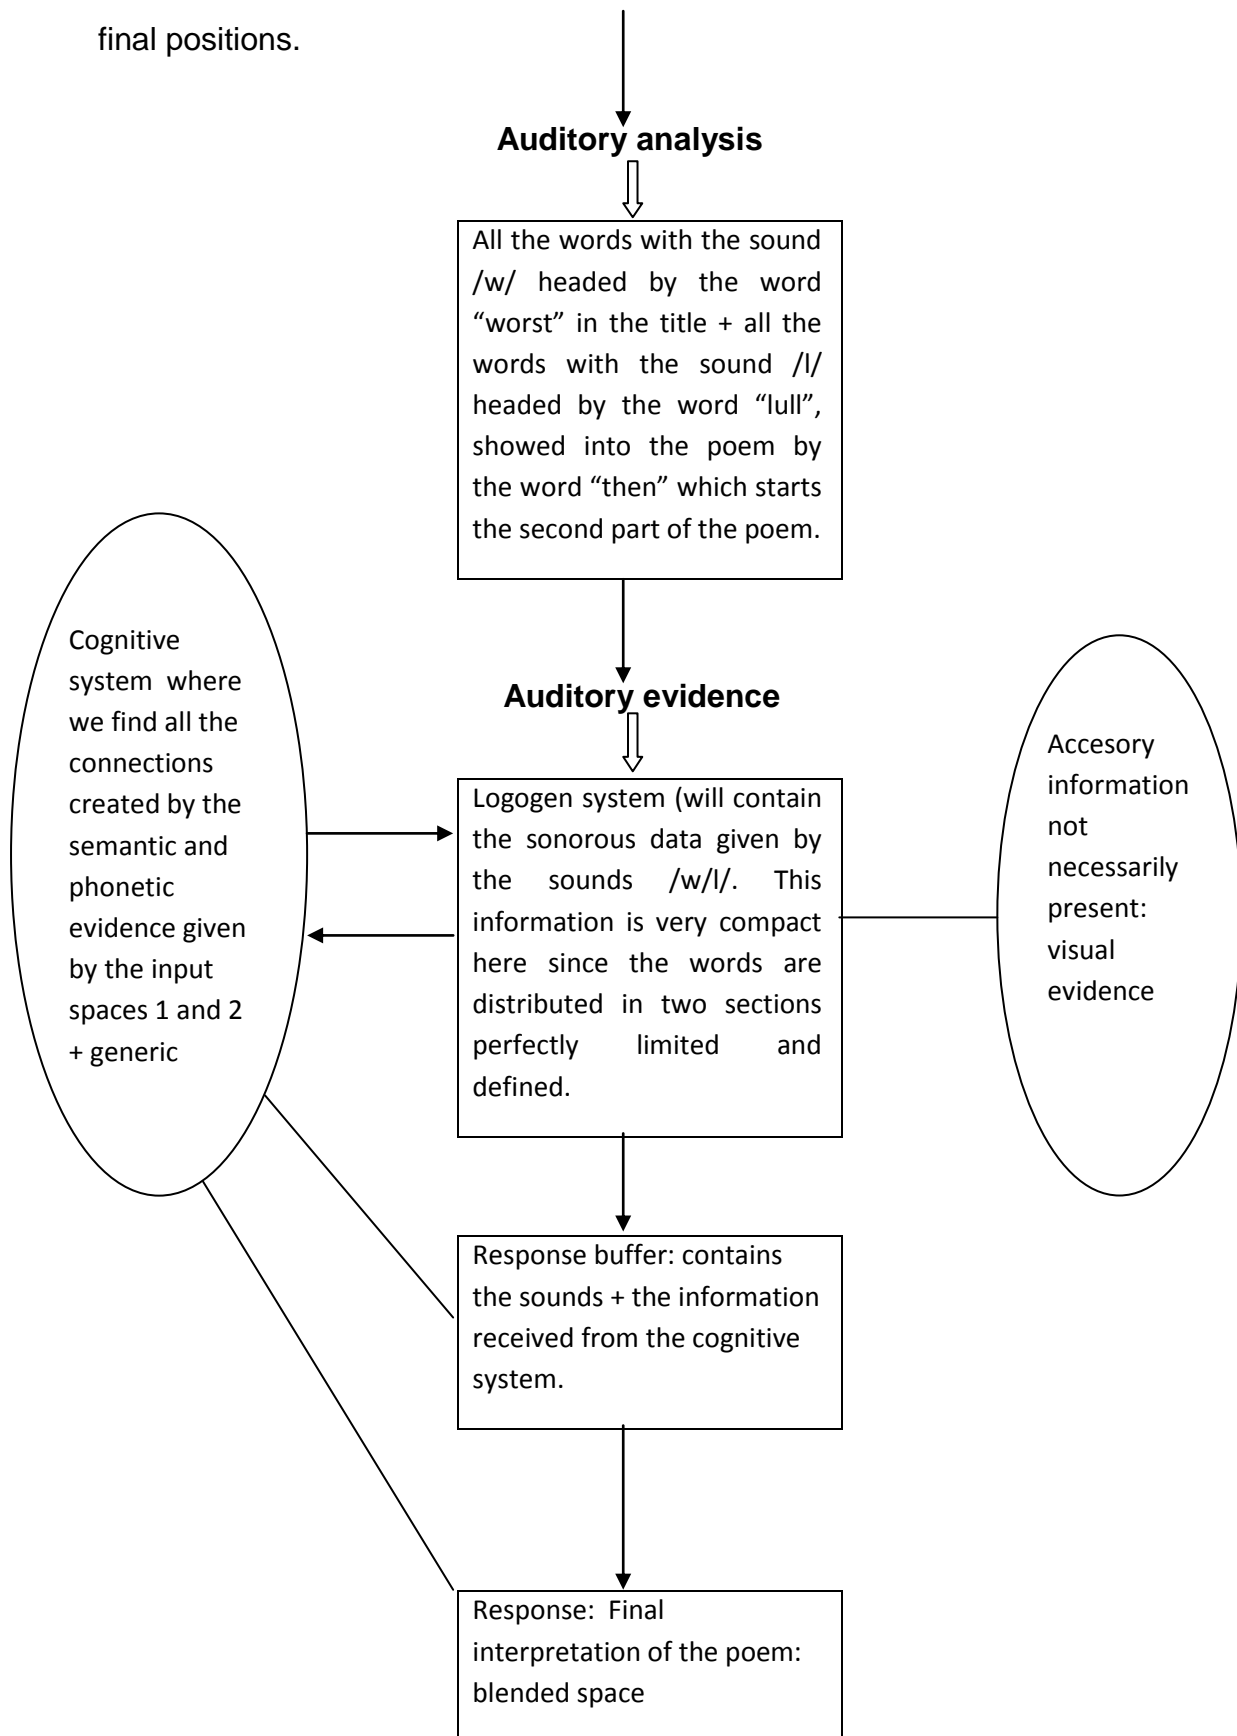 final positions.
Auditory analysis
All the words with the sound
/w/ headed by the word
“worst” in the title + all the
words with the sound /l/
headed by the word “lull”,
showed into the poem by
the word “then” which starts
the second part of the poem.
Cognitive
system where
we find all the
connections
created by the
semantic and
phonetic
evidence given
by the input
spaces 1 and 2
+ generic
Auditory evidence
Logogen system (will contain
the sonorous data given by
the sounds /w/l/. This
information is very compact
here since the words are
distributed in two sections
perfectly limited and
defined.
Accesory
information
not
necessarily
present:
visual
evidence
Response buffer: contains
the sounds + the information
received from the cognitive
system.
Response: Final
interpretation of the poem:
blended space